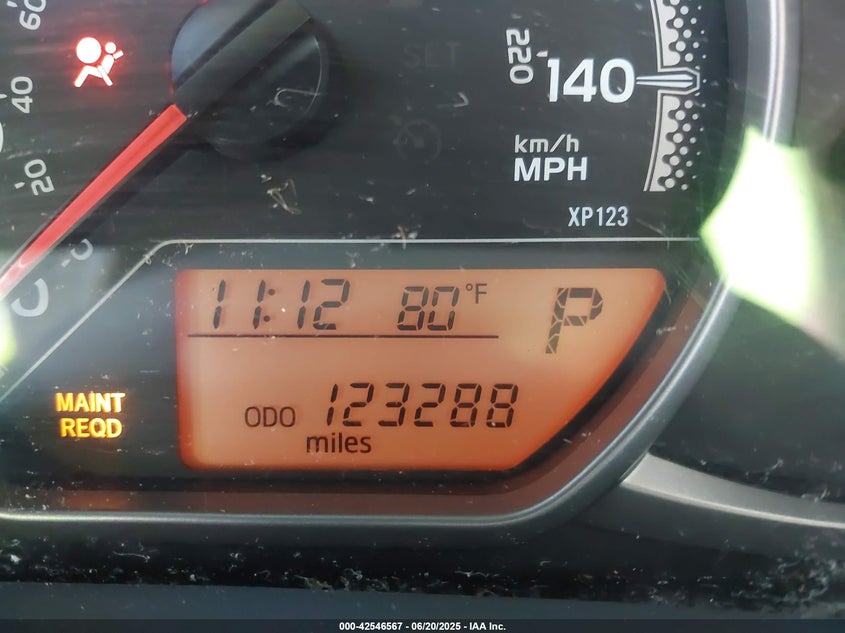 60
40
20
0
SET
220
140
km/h
MPH
XP123
11:12 80°F P
MAINT
REQD
ODO 123288
miles
000-42546567 - 06/20/2025 - IAA Inc.